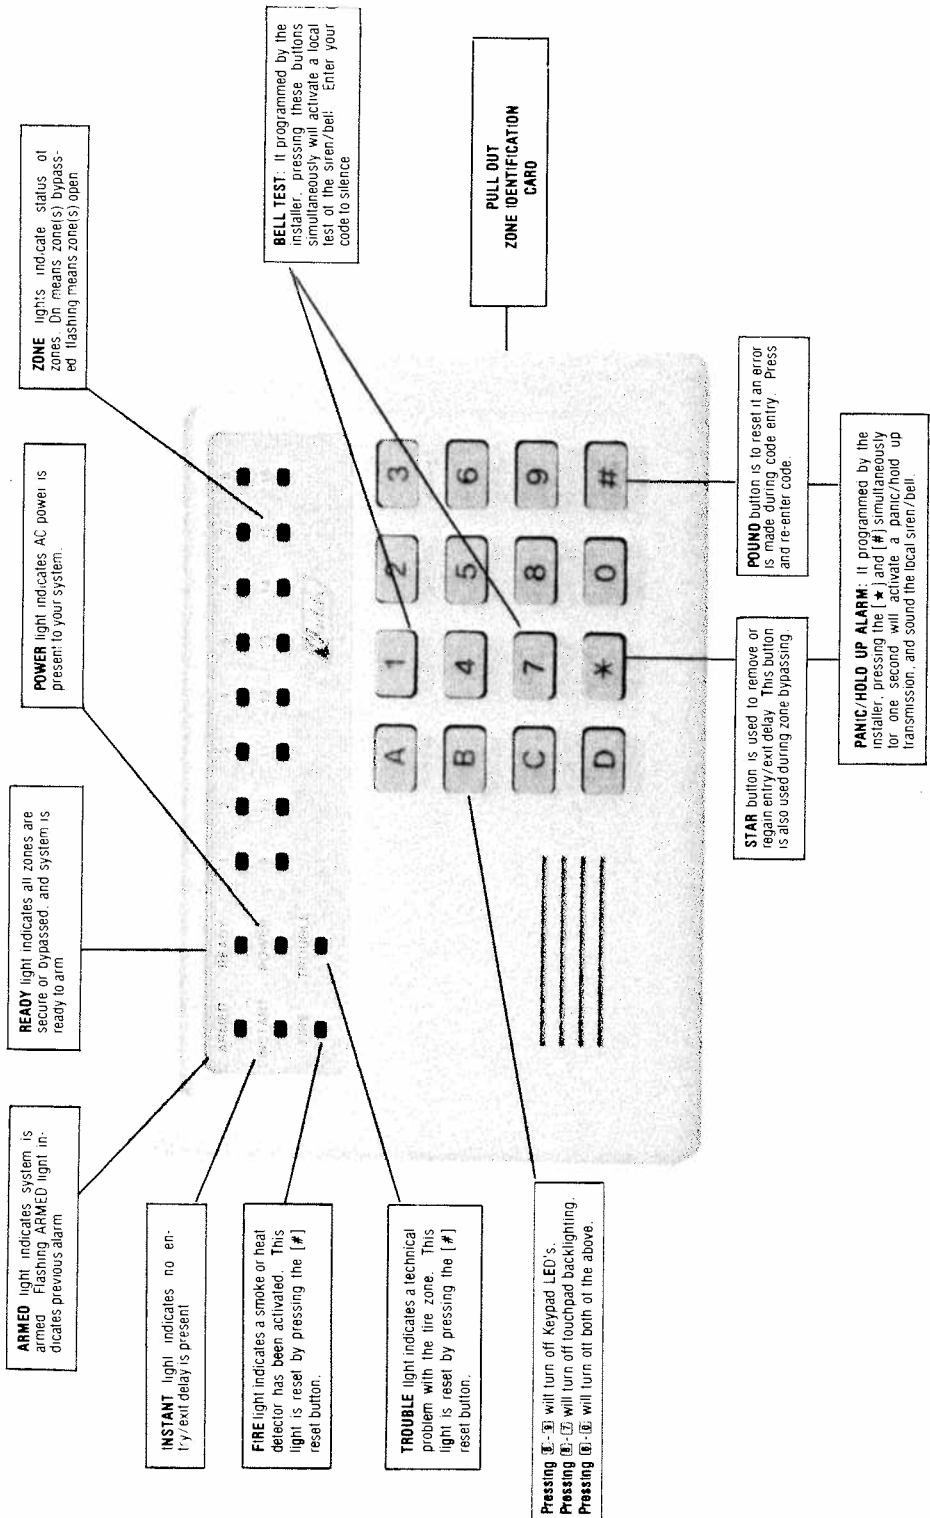 ARMED light indicates system is
armed Flashing ARMED light in-
dicates previous alarm
READY light indicates all zones are
secure or bypassed, and system is
ready to arm
POWER light indicates AC power is
present to your system.
ZONE lights indicate status of
zones. On means zone(s) bypass-
ed flashing means zone(s) open
INSTANT light indicates no en-
try/exit delay is present
FIRE light indicates a smoke or heat
detector has been activated. This
light is reset by pressing the [#]
reset button.
TROUBLE light indicates a technical
problem with the fire zone. This
light is reset by pressing the [#]
reset button.
Pressing B-9 will turn off Keypad LED's.
Pressing B-7 will turn off touchpad backlighting.
Pressing B-0 will turn off both of the above.
ARMED READY
TROUBLE
A 1 2 3
B 4 5 6
C 7 8 9
D * 0 #
BELL TEST: If programmed by the
installer, pressing these buttons
simultaneously will activate a local
test of the siren/bell Enter your
code to silence
PULL OUT
ZONE IDENTIFICATION
CARD
STAR button is used to remove or
regain entry/exit delay. This button
is also used during zone bypassing.
POUND button is to reset if an error
is made during code entry. Press
and re-enter code.
PANIC/HOLD UP ALARM: If programmed by the
installer, pressing the [★] and [#] simultaneously
for one second will activate a panic/hold up
transmission, and sound the local siren/bell.